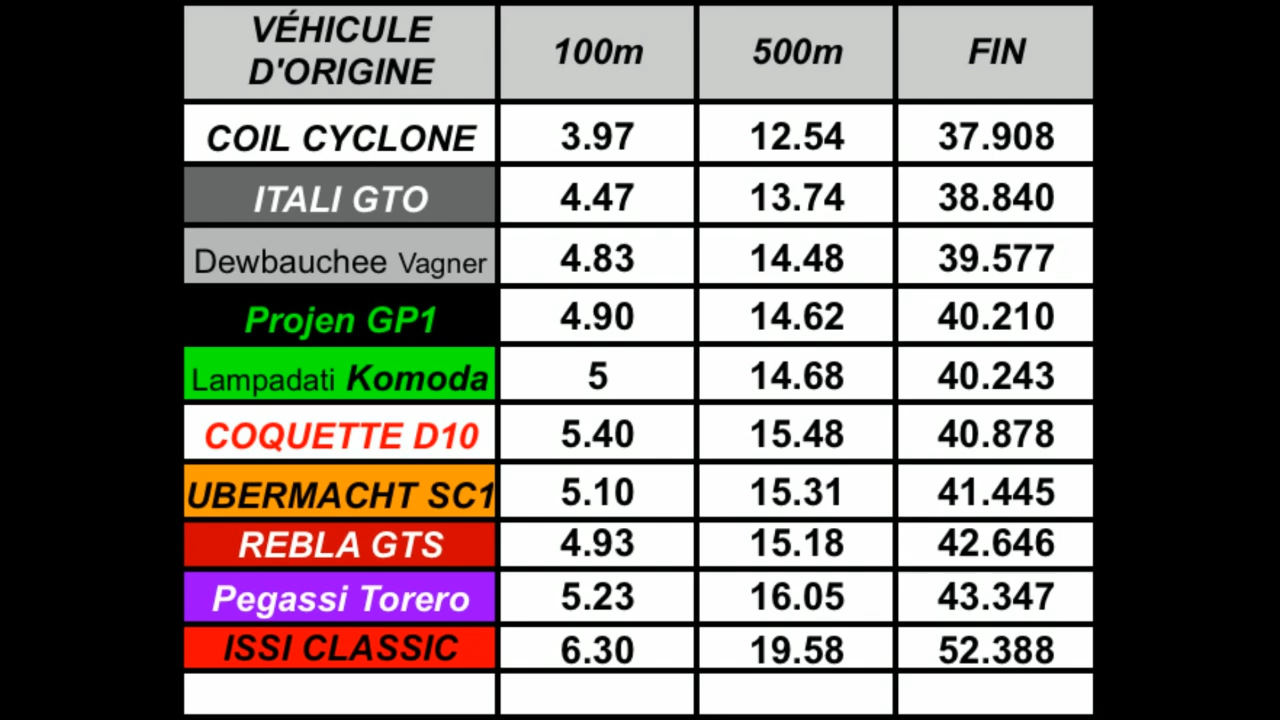 VÉHICULE
D'ORIGINE 100m 500m FIN
COIL CYCLONE 3.97 12.54 37.908
ITALI GTO 4.47 13.74 38.840
Dewbauchee Vagner 4.83 14.48 39.577
Projen GP1 4.90 14.62 40.210
Lampadati Komoda 5 14.68 40.243
COQUETTE D10 5.40 15.48 40.878
UBERMACHT SC1 5.10 15.31 41.445
REBLA GTS 4.93 15.18 42.646
Pegassi Torero 5.23 16.05 43.347
ISSI CLASSIC 6.30 19.58 52.388